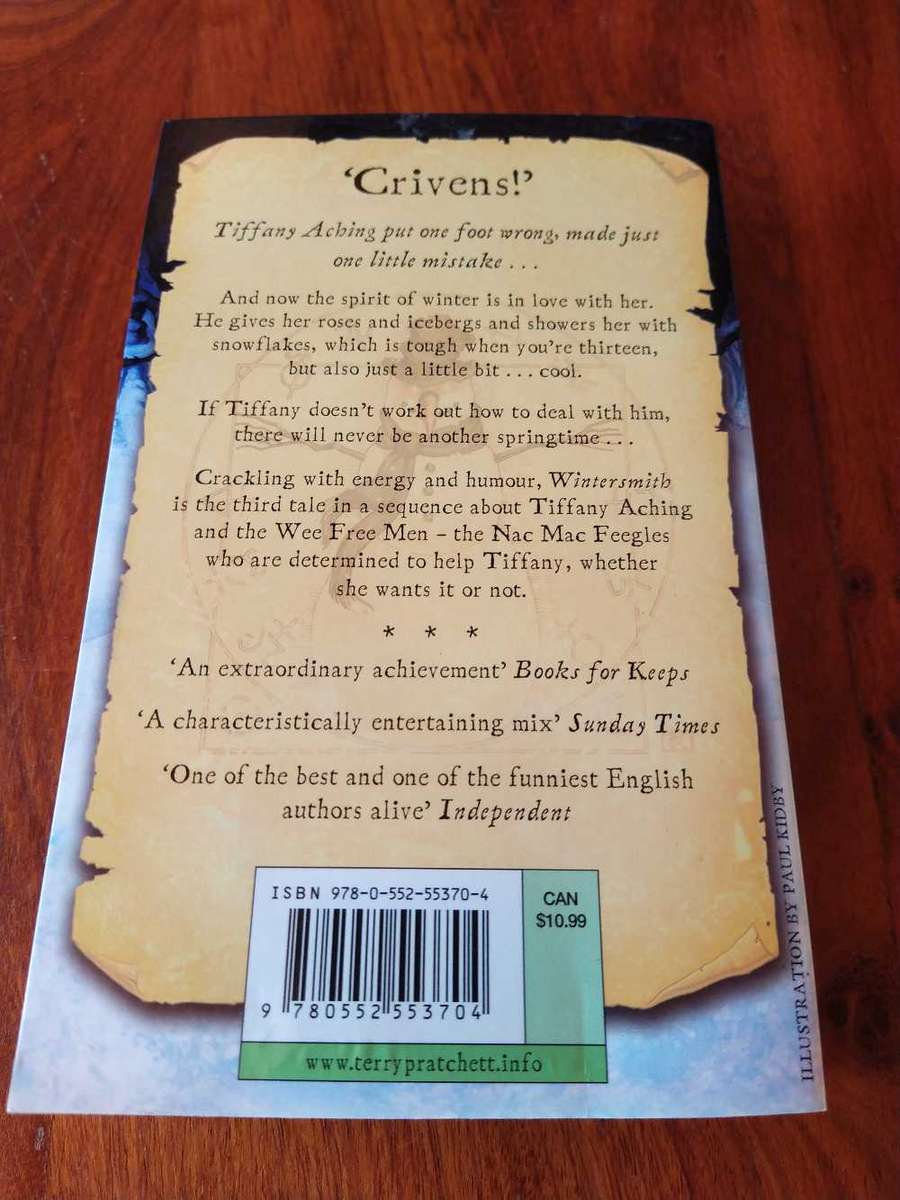 ‘Crivens!’
Tiffany Aching put one foot wrong, made just
one little mistake . . .
And now the spirit of winter is in love with her.
He gives her roses and icebergs and showers her with
snowflakes, which is tough when you’re thirteen,
but also just a little bit . . . cool.
If Tiffany doesn’t work out how to deal with him,
there will never be another springtime . . .
Crackling with energy and humour, Wintersmith
is the third tale in a sequence about Tiffany Aching
and the Wee Free Men – the Nac Mac Feegles
who are determined to help Tiffany, whether
she wants it or not.
* * *
‘An extraordinary achievement’ Books for Keeps
‘A characteristically entertaining mix’ Sunday Times
‘One of the best and one of the funniest English
authors alive’ Independent
ISBN 978-0-552-55370-4
CAN
$10.99
9 780552 553704
www.terrypratchett.info
ILLUSTRATION BY PAUL KIDBY